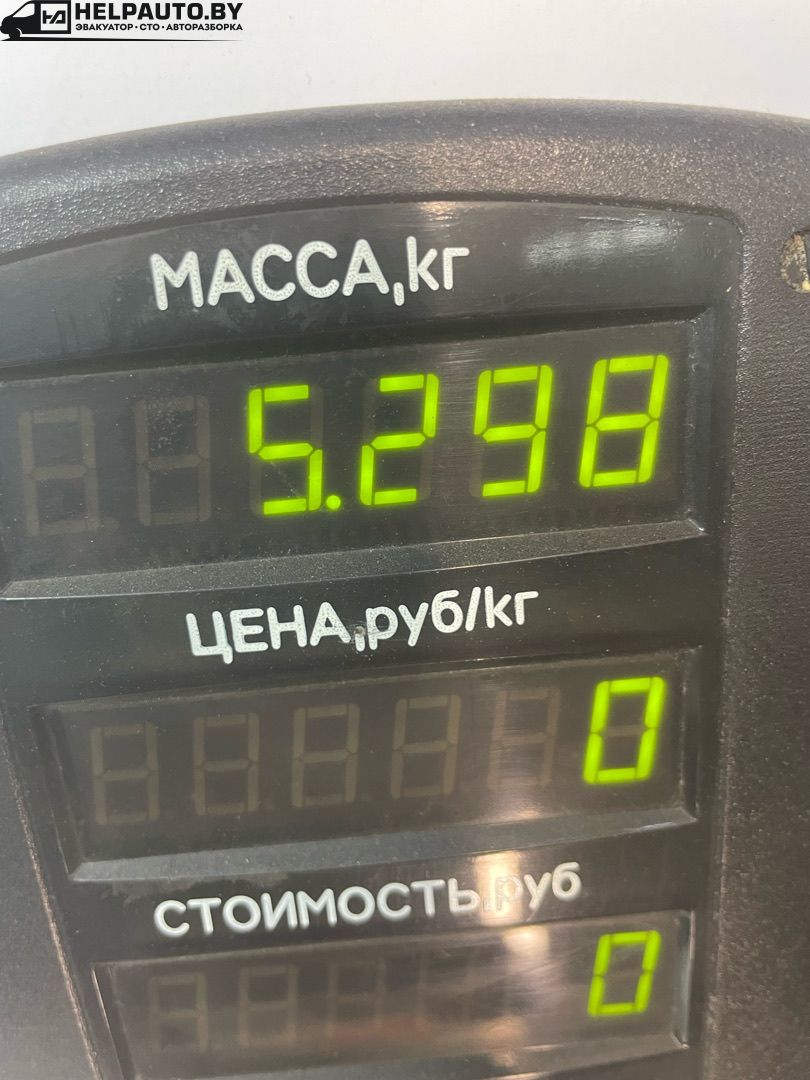 HELPAUTO.BY
ЭВАКУАТОР • СТО • АВТОРАЗБОРКА
МАССА,кг
5.298
ЦЕНА,руб/кг
0
СТОИМОСТЬ,руб
0